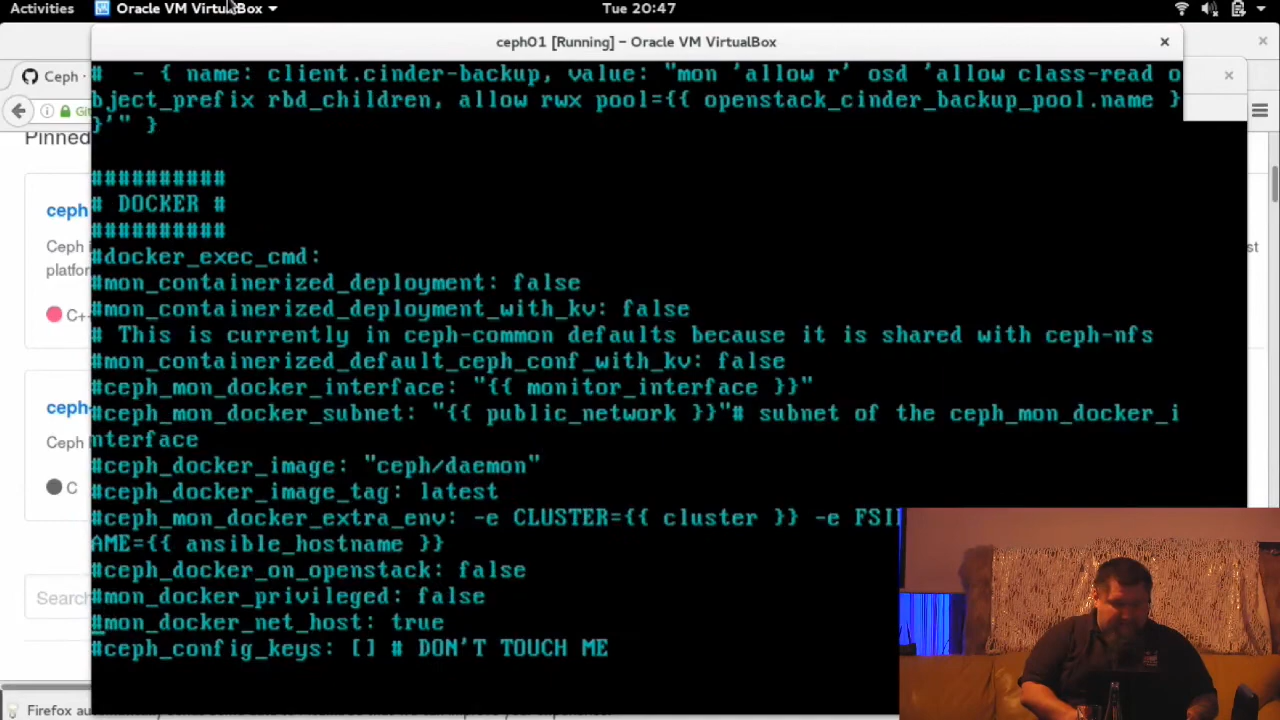 Activities Oracle VM VirtualBox Tue 20:47
ceph01 [Running] – Oracle VM VirtualBox
Ceph ·
Pinned
ceph
Ceph i
platfor
C+
ceph
Ceph
C
Search
st
# - { name: client.cinder-backup, value: "mon 'allow r' osd 'allow class-read o
bject_prefix rbd_children, allow rwx pool={{ openstack_cinder_backup_pool.name }
}'" }
##########
# DOCKER #
##########
#docker_exec_cmd:
#mon_containerized_deployment: false
#mon_containerized_deployment_with_kv: false
# This is currently in ceph-common defaults because it is shared with ceph-nfs
#mon_containerized_default_ceph_conf_with_kv: false
#ceph_mon_docker_interface: "{{ monitor_interface }}"
#ceph_mon_docker_subnet: "{{ public_network }}"# subnet of the ceph_mon_docker_i
nterface
#ceph_docker_image: "ceph/daemon"
#ceph_docker_image_tag: latest
#ceph_mon_docker_extra_env: -e CLUSTER={{ cluster }} -e FSI
AME={{ ansible_hostname }}
#ceph_docker_on_openstack: false
#mon_docker_privileged: false
#mon_docker_net_host: true
#ceph_config_keys: [] # DON'T TOUCH ME
Firefox